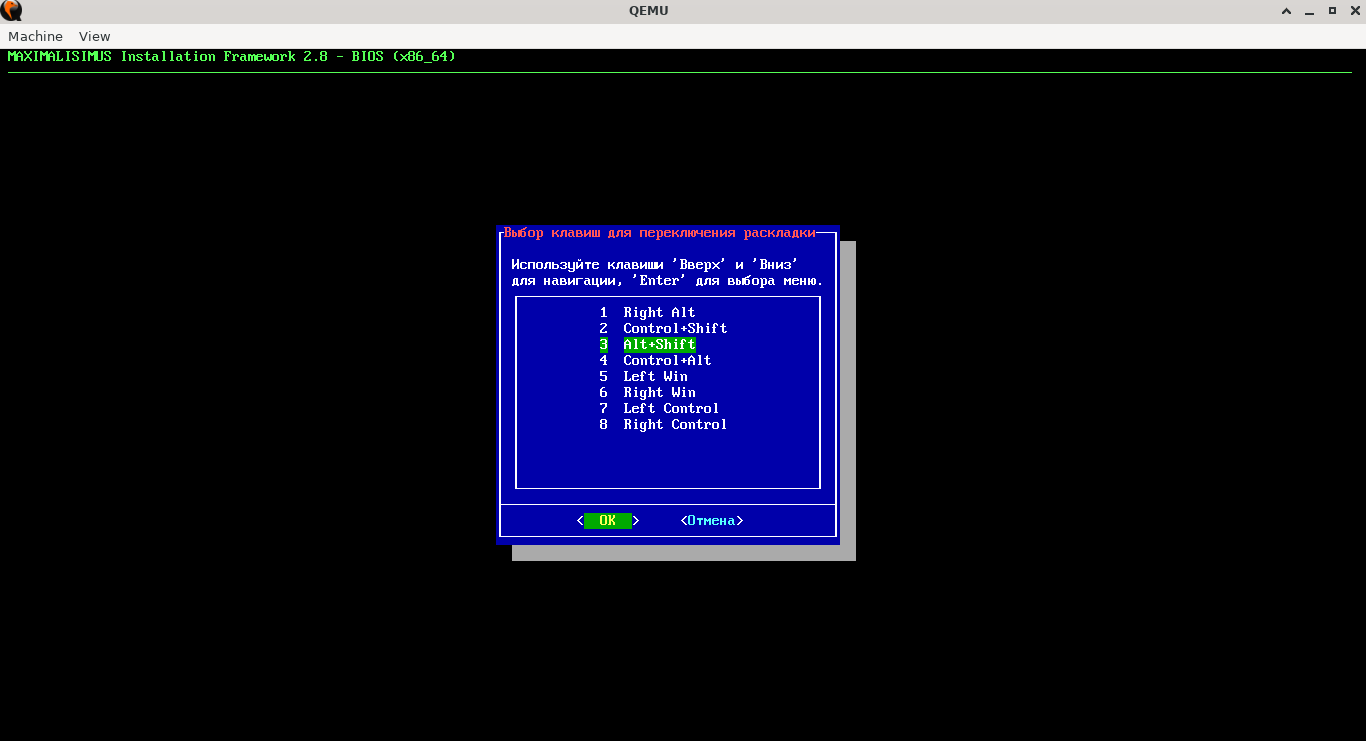 QEMU
Machine View
MAXIMALISIMUS Installation Framework 2.8 - BIOS (x86_64)
Выбор клавиш для переключения раскладки
Используйте клавиши 'Вверх' и 'Вниз'
для навигации, 'Enter' для выбора меню.
1 Right Alt
2 Control+Shift
3 Alt+Shift
4 Control+Alt
5 Left Win
6 Right Win
7 Left Control
8 Right Control
< OK > <Отмена>